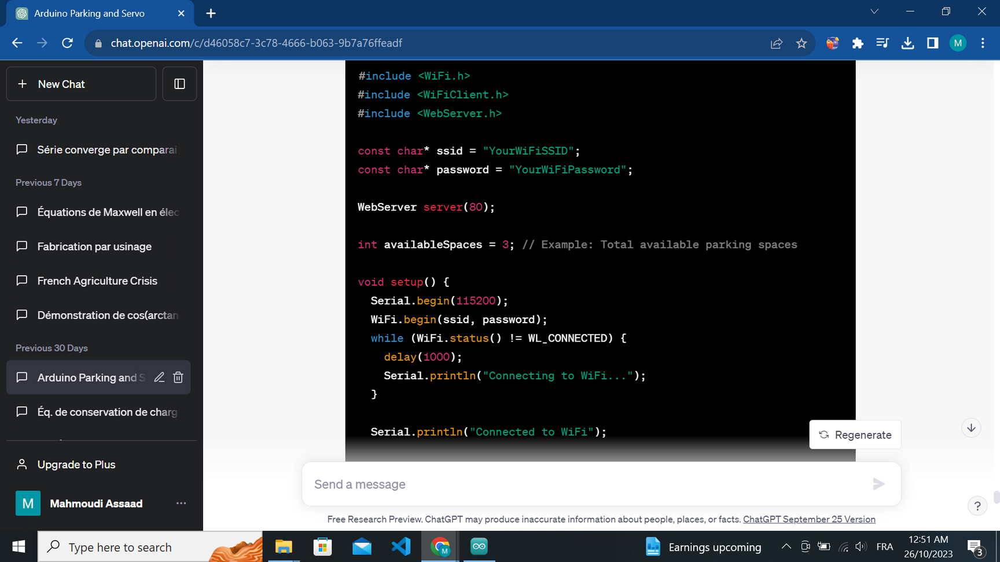 Arduino Parking and Servo
chat.openai.com/c/d46058c7-3c78-4666-b063-9b7a76ffeadf
M
New Chat
Yesterday
Série converge par comparai
Previous 7 Days
Équations de Maxwell en élec
Fabrication par usinage
French Agriculture Crisis
Démonstration de cos(arctan
Previous 30 Days
Arduino Parking and S
Éq. de conservation de charg
Upgrade to Plus
M
Mahmoudi Assaad
#include <WiFi.h>
#include <WiFiClient.h>
#include <WebServer.h>
const char* ssid = "YourWiFiSSID";
const char* password = "YourWiFiPassword";
WebServer server(80);
int availableSpaces = 3; // Example: Total available parking spaces
void setup() {
Serial.begin(115200);
WiFi.begin(ssid, password);
while (WiFi.status() != WL_CONNECTED) {
delay(1000);
Serial.println("Connecting to WiFi...");
}
Serial.println("Connected to WiFi");
Regenerate
Send a message
?
Free Research Preview. ChatGPT may produce inaccurate information about people, places, or facts. ChatGPT September 25 Version
Type here to search
M
Earnings upcoming
FRA
12:51 AM
26/10/2023
3